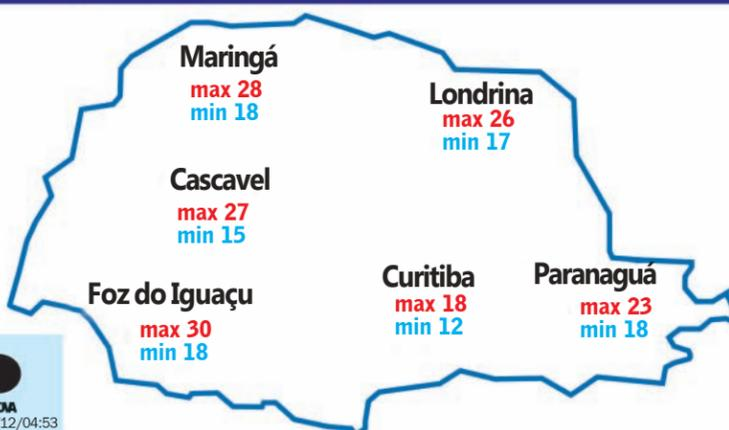 Maringá
max 28
min 18
Londrina
max 26
min 17
Cascavel
max 27
min 15
Foz do Iguaçu
max 30
min 18
Curitiba
max 18
min 12
Paranaguá
max 23
min 18
12/04:53